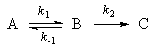 A ⇌ B → C
k₁ k₋₁ k₂